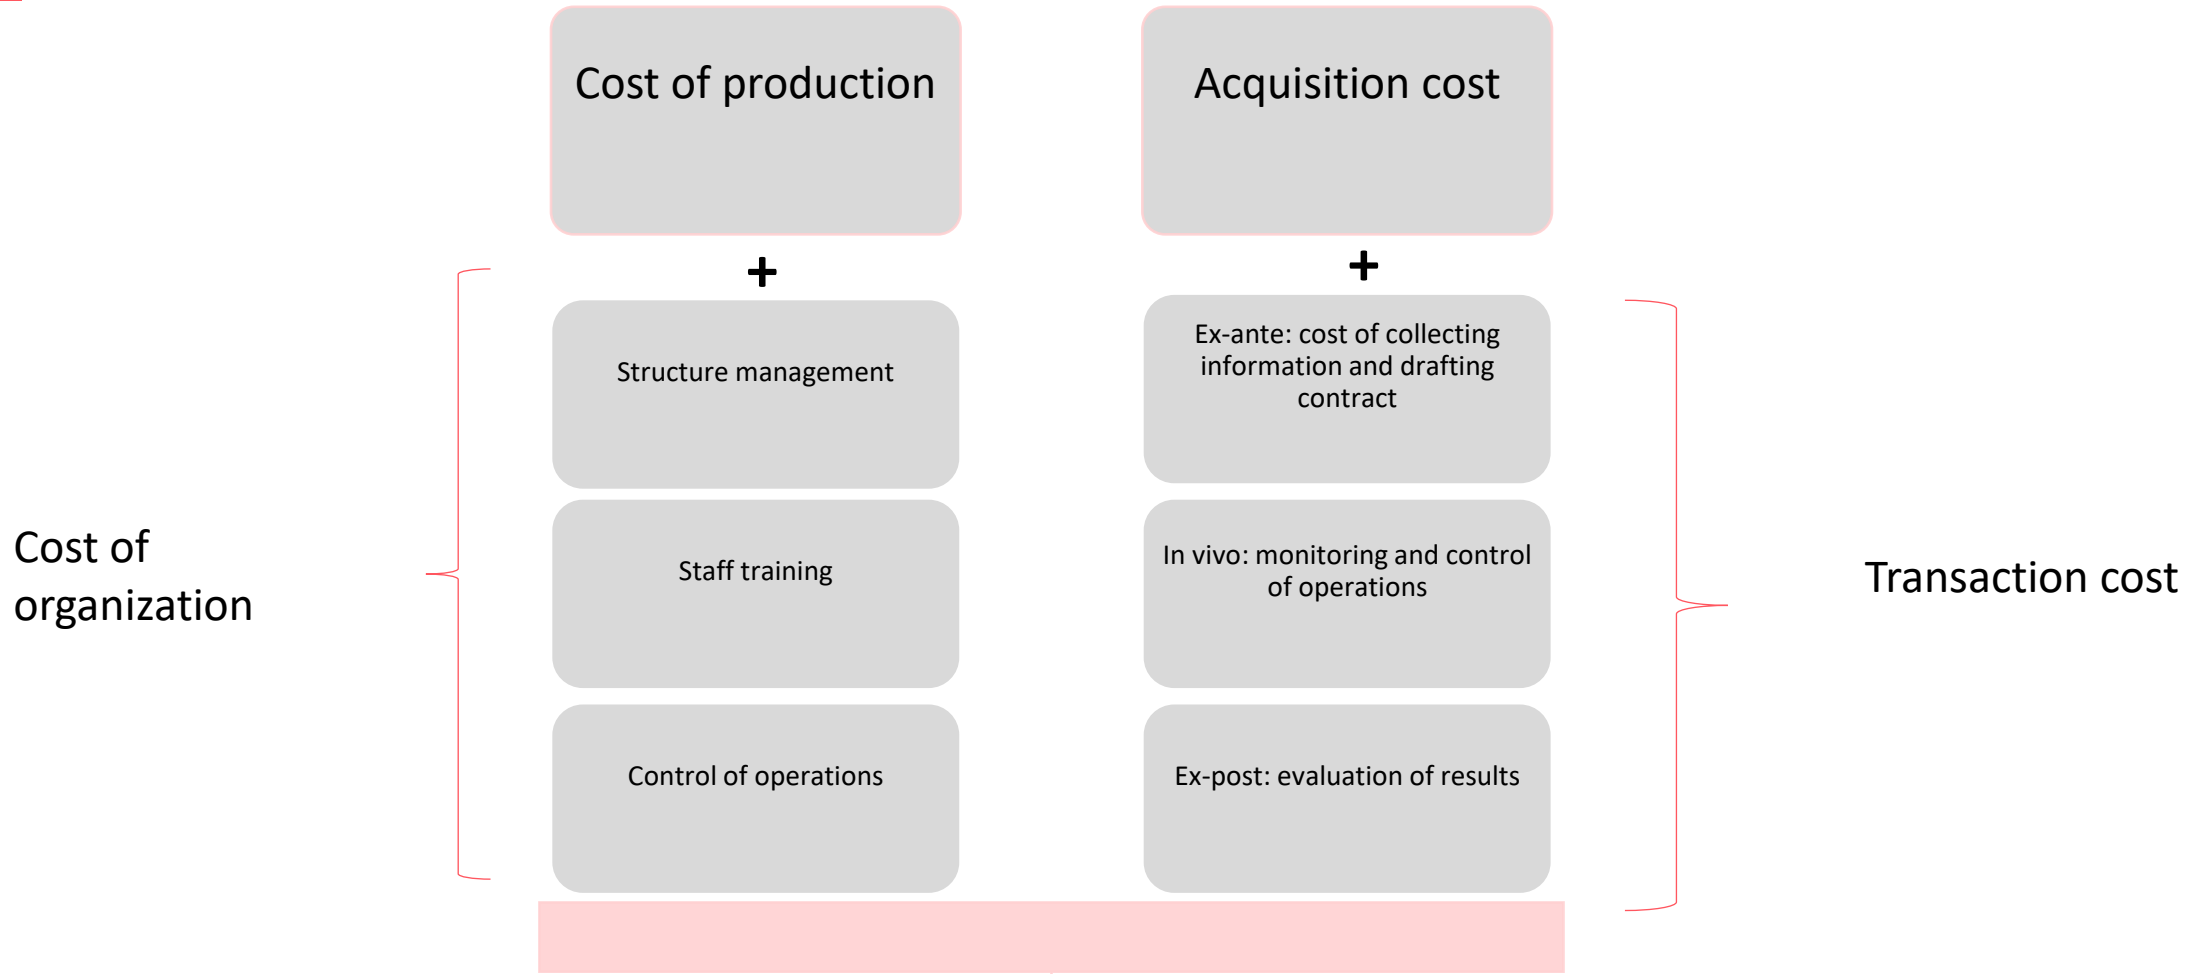 Cost of production
Acquisition cost
+
+
Structure management
Ex-ante: cost of collecting
information and drafting
contract
Cost of
organization
Staff training
In vivo: monitoring and control
of operations
Transaction cost
Control of operations
Ex-post: evaluation of results